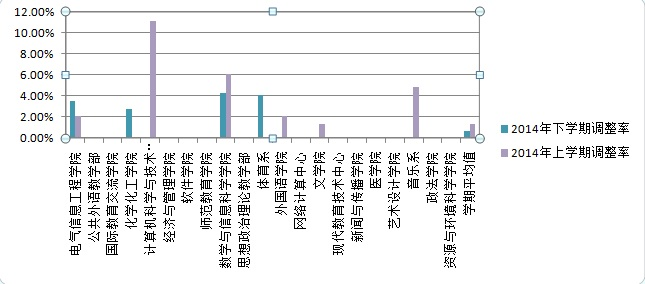 12.00%
10.00%
8.00%
6.00%
4.00%
2.00%
0.00%
电气信息工程学院
公共外语教学部
国际教育交流学院
化学化工学院
计算机科学与技术…
经济与管理学院
软件学院
师范教育学院
数学与信息科学学院
思想政治理论教学部
体育系
外国语学院
网络计算中心
文学院
现代教育技术中心
新闻与传播学院
医学院
艺术设计学院
音乐系
政法学院
资源与环境科学学院
学期平均值
2014年下学期调整率
2014年上学期调整率